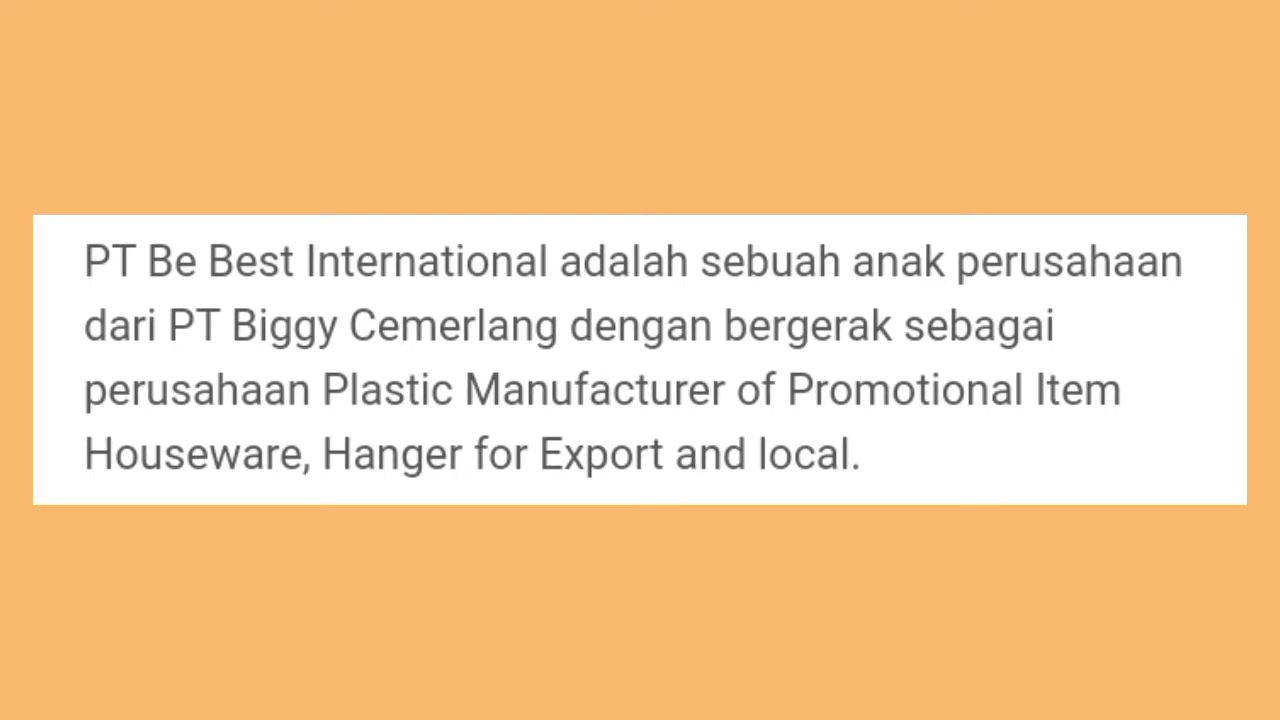 PT Be Best International adalah sebuah anak perusahaan
dari PT Biggy Cemerlang dengan bergerak sebagai
perusahaan Plastic Manufacturer of Promotional Item
Houseware, Hanger for Export and local.